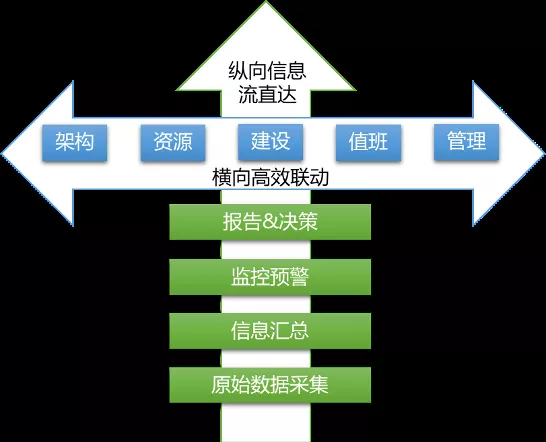 纵向信息
流直达
架构
资源
建设
值班
管理
横向高效联动
报告&决策
监控预警
信息汇总
原始数据采集